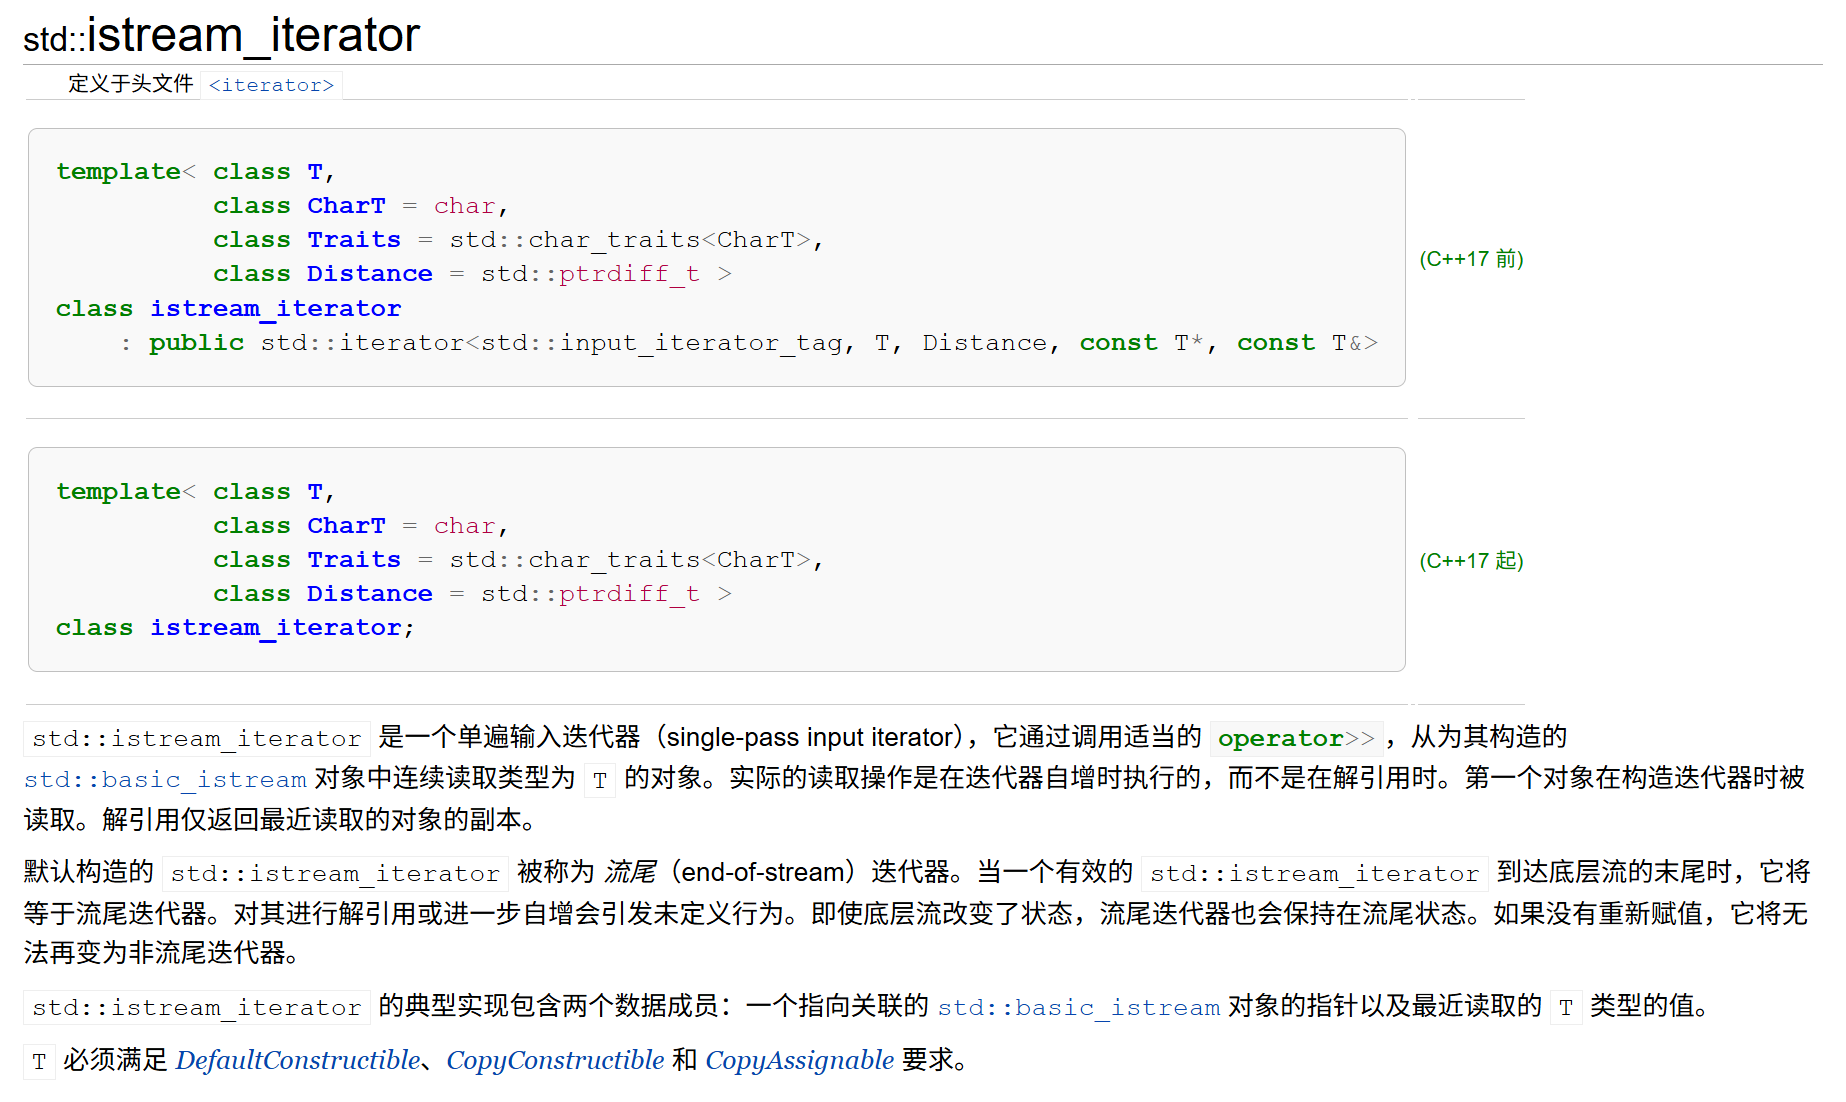 std::istream_iterator
定义于头文件 <iterator>
template< class T,
          class CharT = char,
          class Traits = std::char_traits<CharT>,
          class Distance = std::ptrdiff_t >
class istream_iterator
    : public std::iterator<std::input_iterator_tag, T, Distance, const T*, const T&>
(C++17 前)
template< class T,
          class CharT = char,
          class Traits = std::char_traits<CharT>,
          class Distance = std::ptrdiff_t >
class istream_iterator;
(C++17 起)
std::istream_iterator 是一个单遍输入迭代器（single-pass input iterator），它通过调用适当的 operator>> ，从为其构造的
std::basic_istream 对象中连续读取类型为 T 的对象。实际的读取操作是在迭代器自增时执行的，而不是在解引用时。第一个对象在构造迭代器时被
读取。解引用仅返回最近读取的对象的副本。
默认构造的 std::istream_iterator 被称为 流尾（end-of-stream）迭代器。当一个有效的 std::istream_iterator 到达底层流的末尾时，它将
等于流尾迭代器。对其进行解引用或进一步自增会引发未定义行为。即使底层流改变了状态，流尾迭代器也会保持在流尾状态。如果没有重新赋值，它将无
法再变为非流尾迭代器。
std::istream_iterator 的典型实现包含两个数据成员：一个指向关联的 std::basic_istream 对象的指针以及最近读取的 T 类型的值。
T 必须满足 DefaultConstructible、CopyConstructible 和 CopyAssignable 要求。